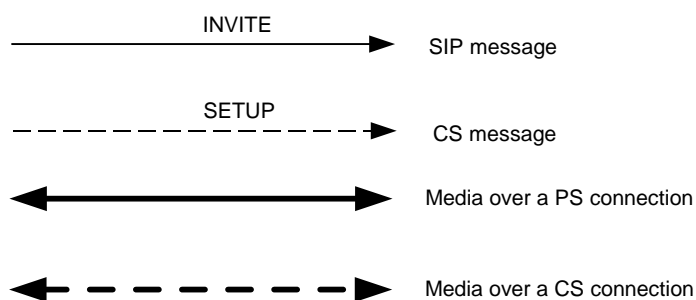 INVITE
SIP message
SETUP
CS message
Media over a PS connection
Media over a CS connection